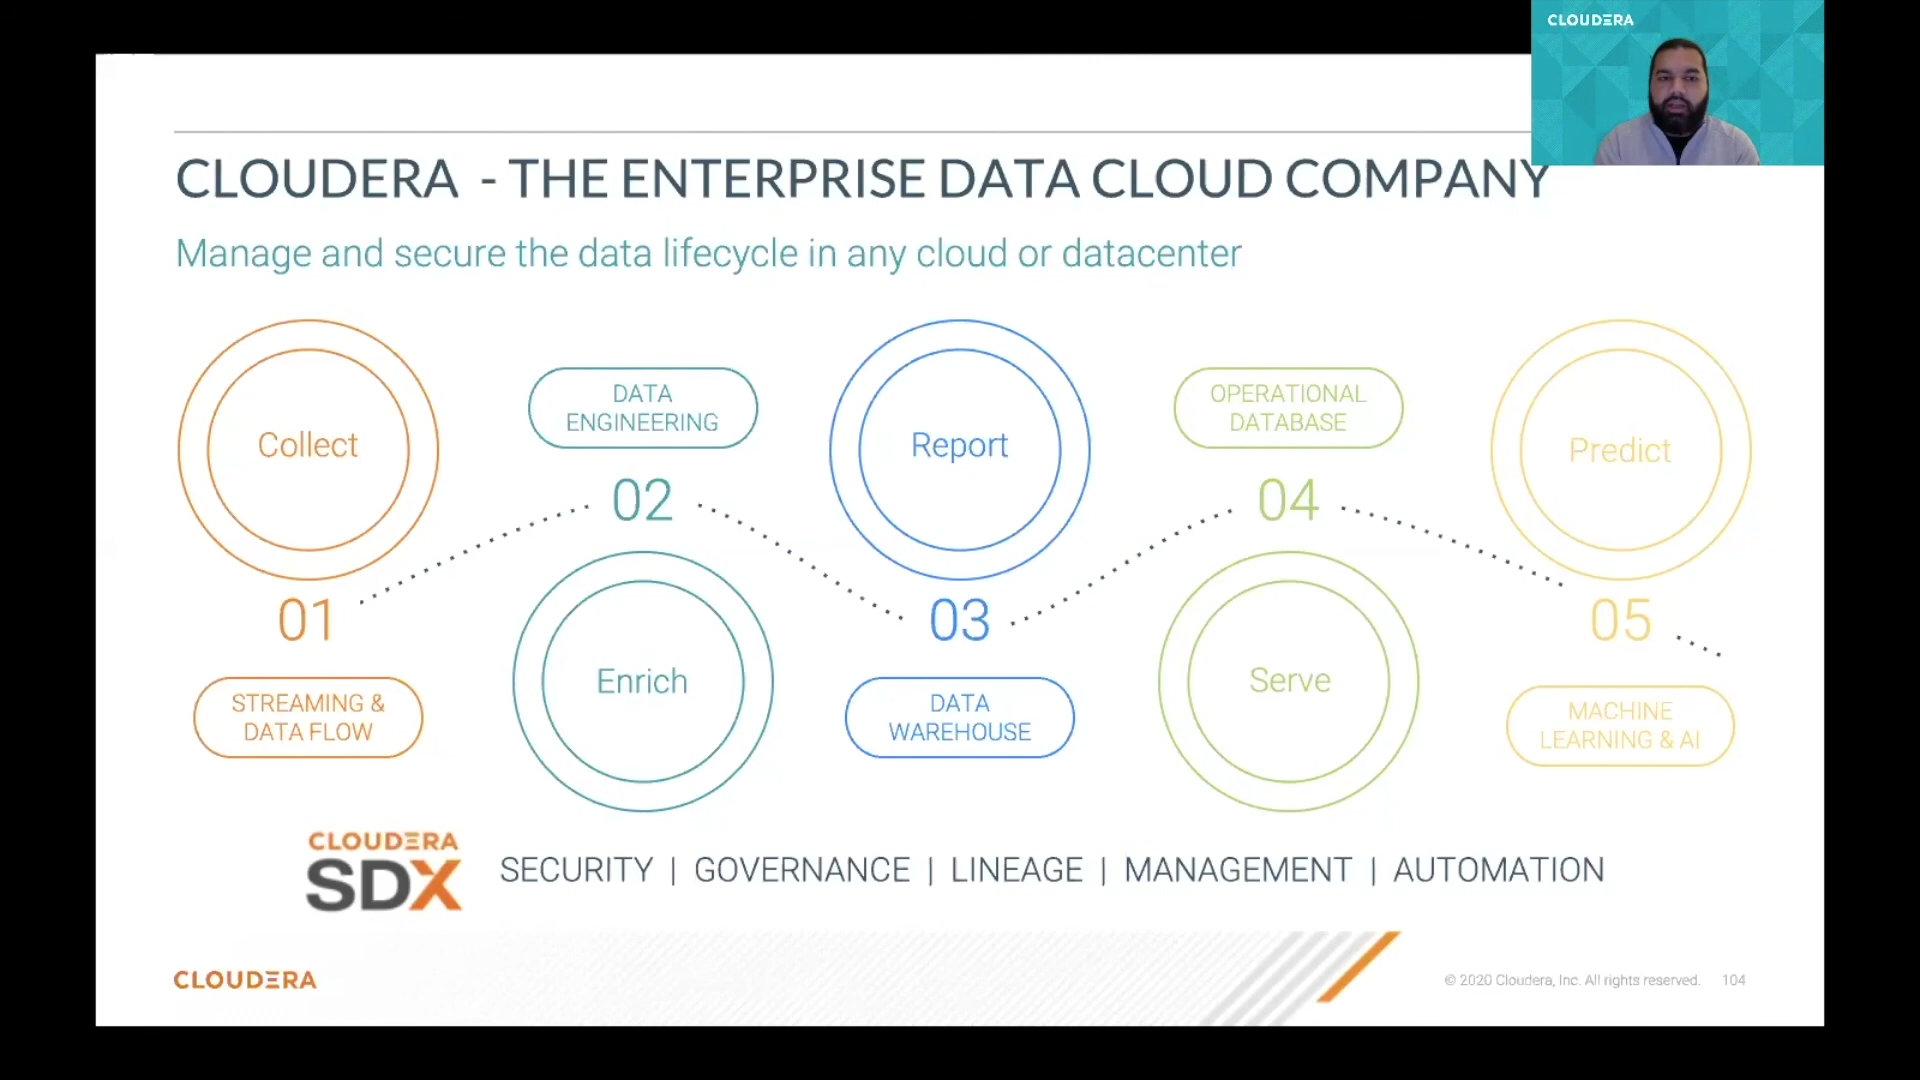 CLOUDERA
CLOUDERA - THE ENTERPRISE DATA CLOUD COMPANY
Manage and secure the data lifecycle in any cloud or datacenter
Collect
01
STREAMING &
DATA FLOW
DATA
ENGINEERING
02
Enrich
Report
03
DATA
WAREHOUSE
OPERATIONAL
DATABASE
04
Serve
Predict
05
MACHINE
LEARNING & AI
CLOUDERA
SDX
SECURITY | GOVERNANCE | LINEAGE | MANAGEMENT | AUTOMATION
CLOUDERA
© 2020 Cloudera, Inc. All rights reserved. 104